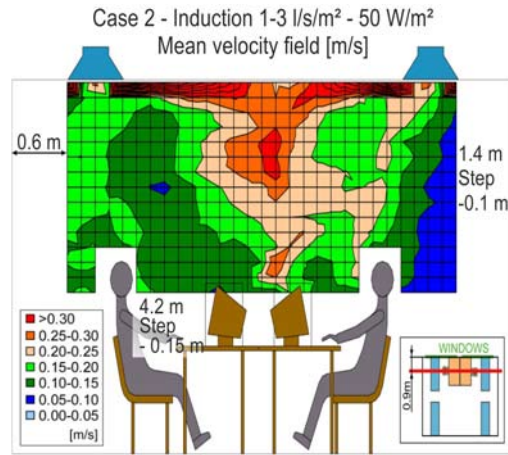 Case 2 - Induction 1-3 l/s/m² - 50 W/m²
Mean velocity field [m/s]
0.6 m
1.4 m
Step
-0.1 m
4.2 m
Step
- 0.15 m
>0.30
0.25-0.30
0.20-0.25
0.15-0.20
0.10-0.15
0.05-0.10
0.00-0.05
[m/s]
WINDOWS
0.9m